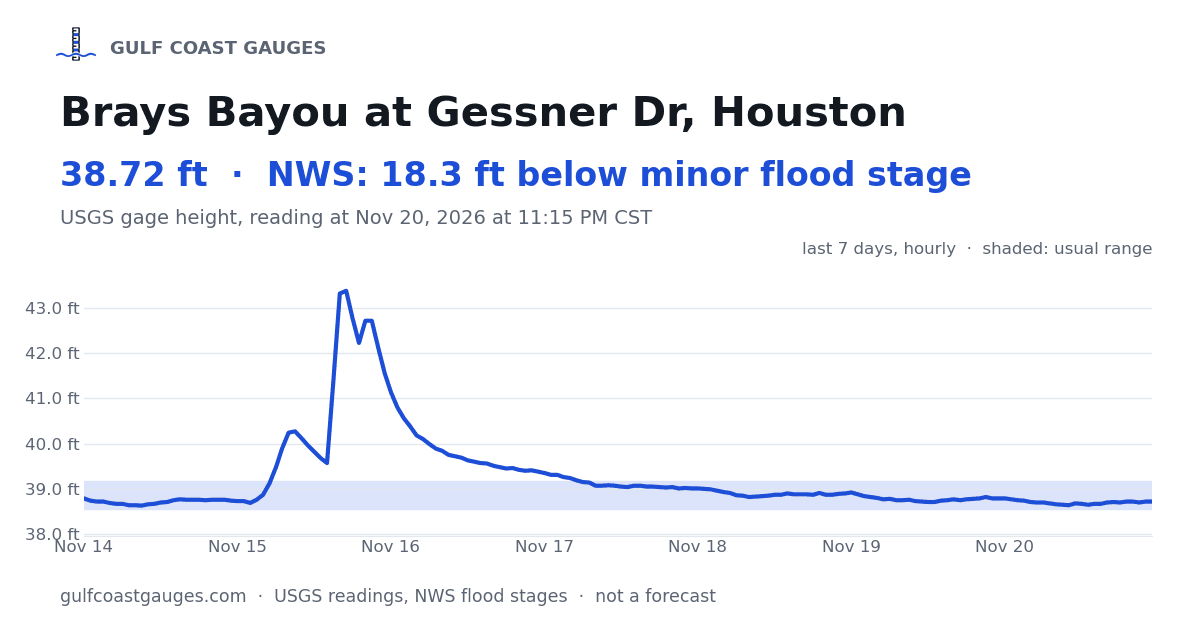 GULF COAST GAUGES
Brays Bayou at Gessner Dr, Houston
38.72 ft · NWS: 18.3 ft below minor flood stage
USGS gage height, reading at Nov 20, 2026 at 11:15 PM CST
last 7 days, hourly · shaded: usual range
43.0 ft
42.0 ft
41.0 ft
40.0 ft
39.0 ft
38.0 ft
Nov 14 Nov 15 Nov 16 Nov 17 Nov 18 Nov 19 Nov 20
gulfcoastgauges.com · USGS readings, NWS flood stages · not a forecast